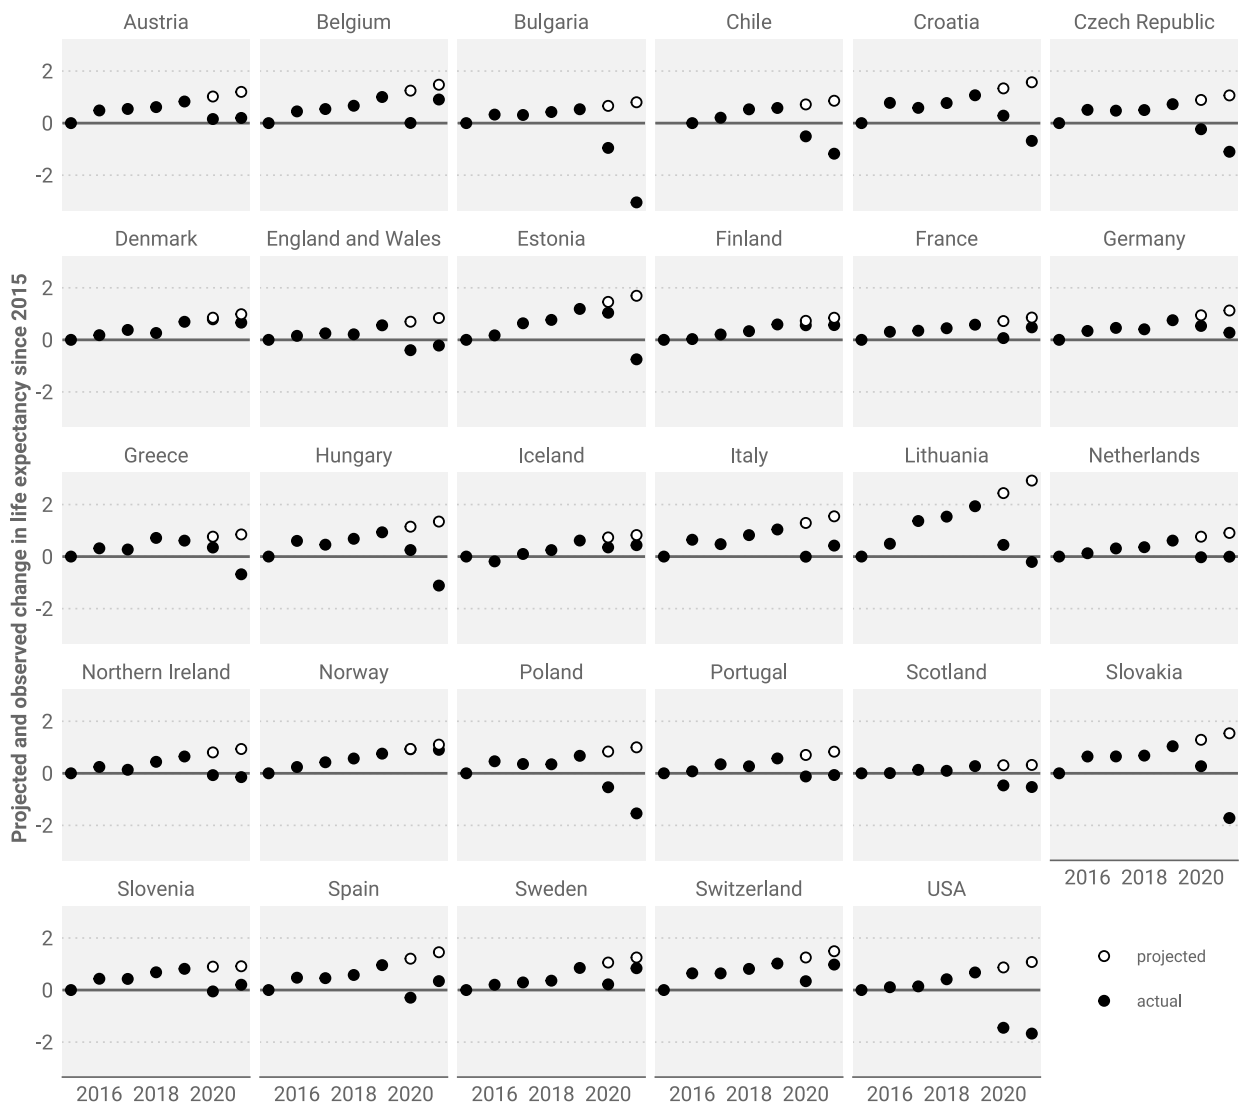 Austria Belgium Bulgaria Chile Croatia Czech Republic
2
0
-2
Denmark England and Wales Estonia Finland France Germany
2
0
-2
Projected and observed change in life expectancy since 2015
Greece Hungary Iceland Italy Lithuania Netherlands
2
0
-2
Northern Ireland Norway Poland Portugal Scotland Slovakia
2
0
-2
2016 2018 2020
Slovenia Spain Sweden Switzerland USA
2
0
-2
projected
actual
2016 2018 2020 2016 2018 2020 2016 2018 2020 2016 2018 2020 2016 2018 2020